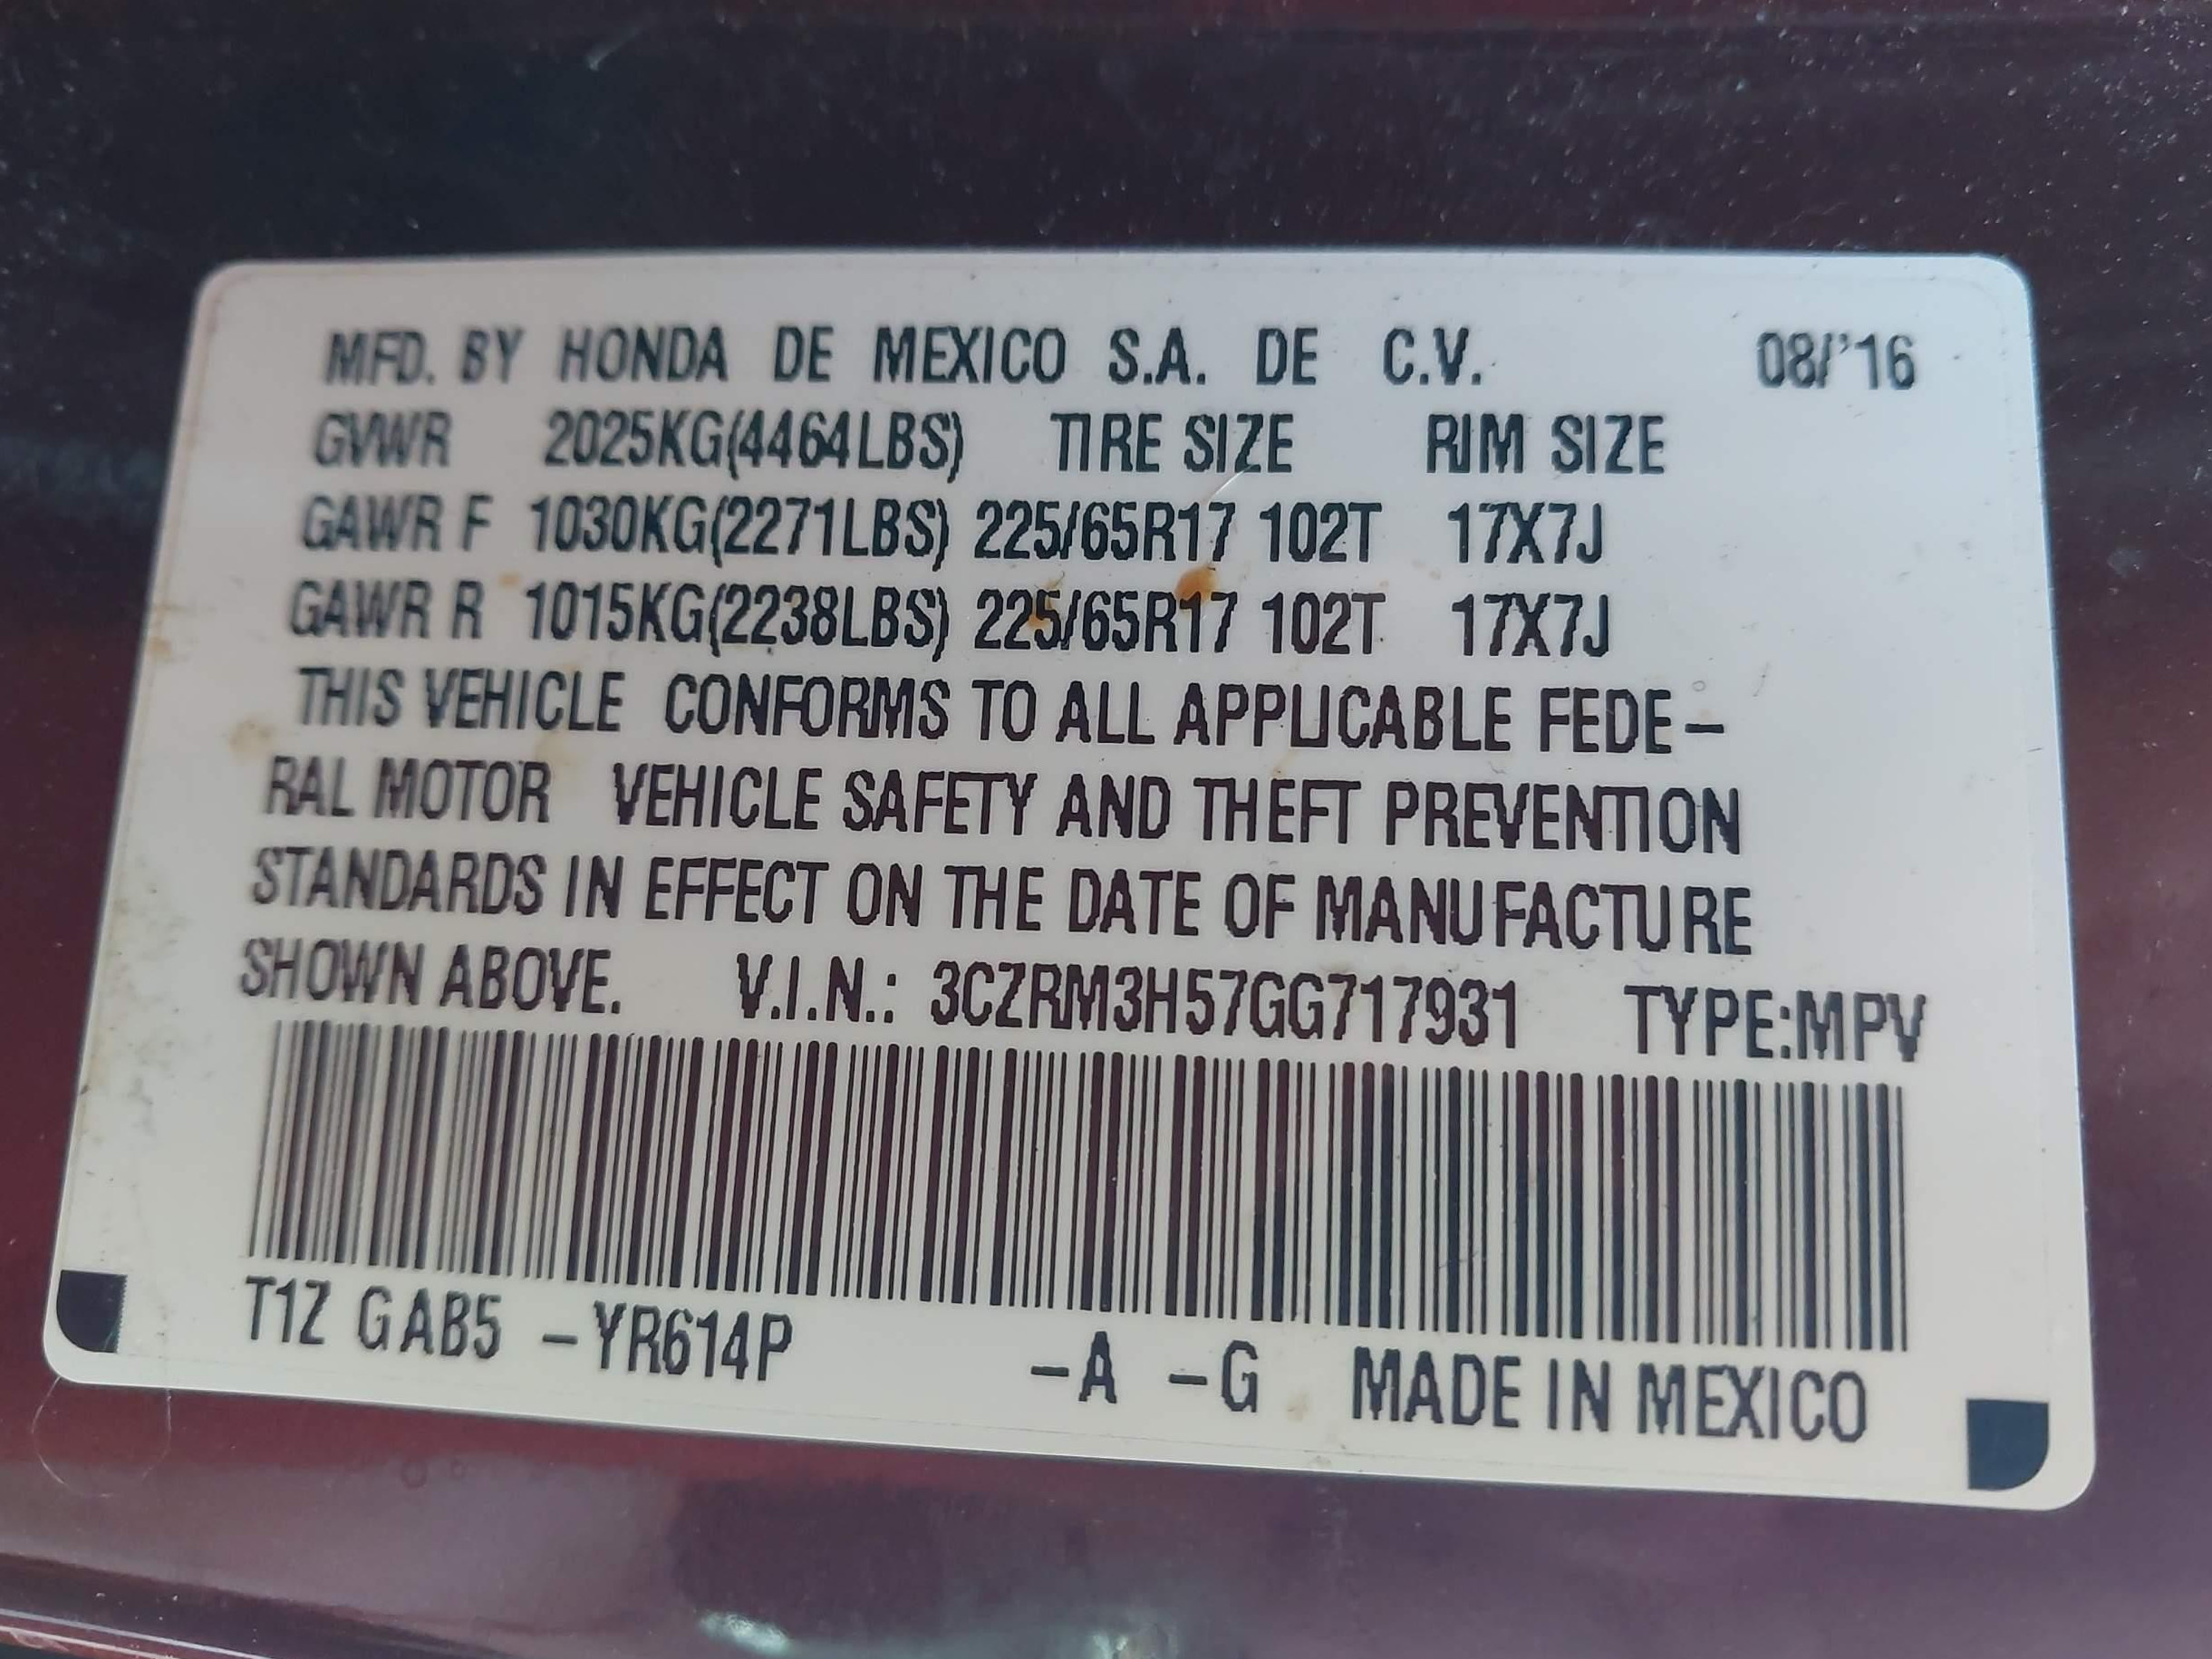 MFD. BY HONDA DE MEXICO S.A. DE C.V. 08/'16
GVWR 2025KG(4464LBS) TIRE SIZE RIM SIZE
GAWR F 1030KG(2271LBS) 225/65R17 102T 17X7J
GAWR R 1015KG(2238LBS) 225/65R17 102T 17X7J
THIS VEHICLE CONFORMS TO ALL APPLICABLE FEDE–
RAL MOTOR VEHICLE SAFETY AND THEFT PREVENTION
STANDARDS IN EFFECT ON THE DATE OF MANUFACTURE
SHOWN ABOVE. V.I.N.: 3CZRM3H57GG717931 TYPE:MPV
T1Z GAB5 –YR614P –A –G MADE IN MEXICO